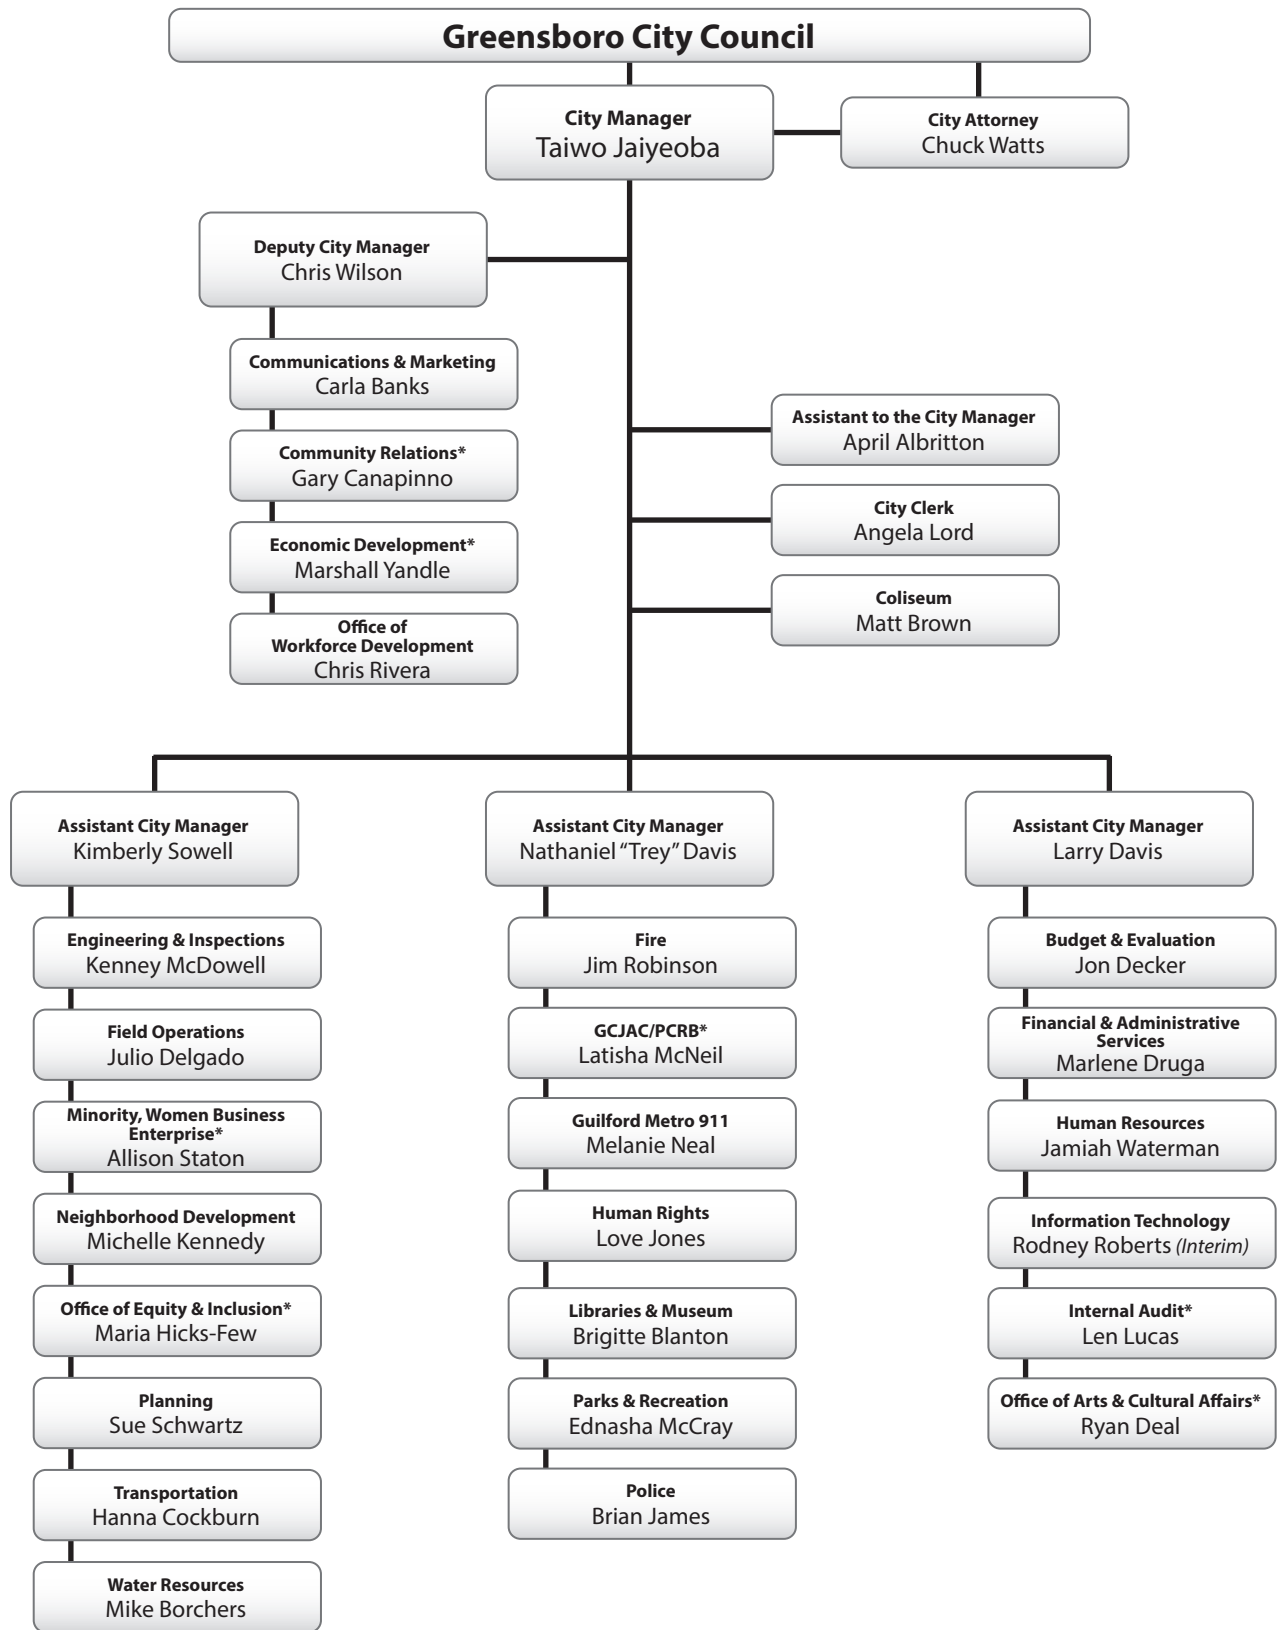 Greensboro City Council
City Manager
Taiwo Jaiyeoba
City Attorney
Chuck Watts
Deputy City Manager
Chris Wilson
Communications & Marketing
Carla Banks
Community Relations*
Gary Canapinno
Economic Development*
Marshall Yandle
Office of
Workforce Development
Chris Rivera
Assistant to the City Manager
April Albritton
City Clerk
Angela Lord
Coliseum
Matt Brown
Assistant City Manager
Kimberly Sowell
Engineering & Inspections
Kenney McDowell
Field Operations
Julio Delgado
Minority, Women Business
Enterprise*
Allison Staton
Neighborhood Development
Michelle Kennedy
Office of Equity & Inclusion*
Maria Hicks-Few
Planning
Sue Schwartz
Transportation
Hanna Cockburn
Water Resources
Mike Borchers
Assistant City Manager
Nathaniel “Trey” Davis
Fire
Jim Robinson
GCJAC/PCRB*
Latisha McNeil
Guilford Metro 911
Melanie Neal
Human Rights
Love Jones
Libraries & Museum
Brigitte Blanton
Parks & Recreation
Ednasha McCray
Police
Brian James
Assistant City Manager
Larry Davis
Budget & Evaluation
Jon Decker
Financial & Administrative
Services
Marlene Druga
Human Resources
Jamiah Waterman
Information Technology
Rodney Roberts (Interim)
Internal Audit*
Len Lucas
Office of Arts & Cultural Affairs*
Ryan Deal